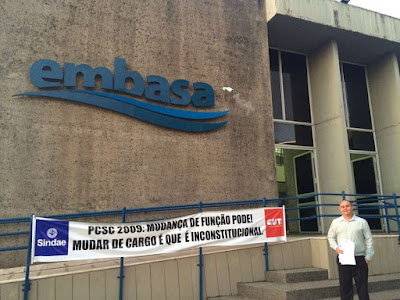 embasa
PCSC 2009: MUDANÇA DE FUNÇÃO PODE!
MUDAR DE CARGO É QUE É INCONSTITUCIONAL.
Sindae
CUT